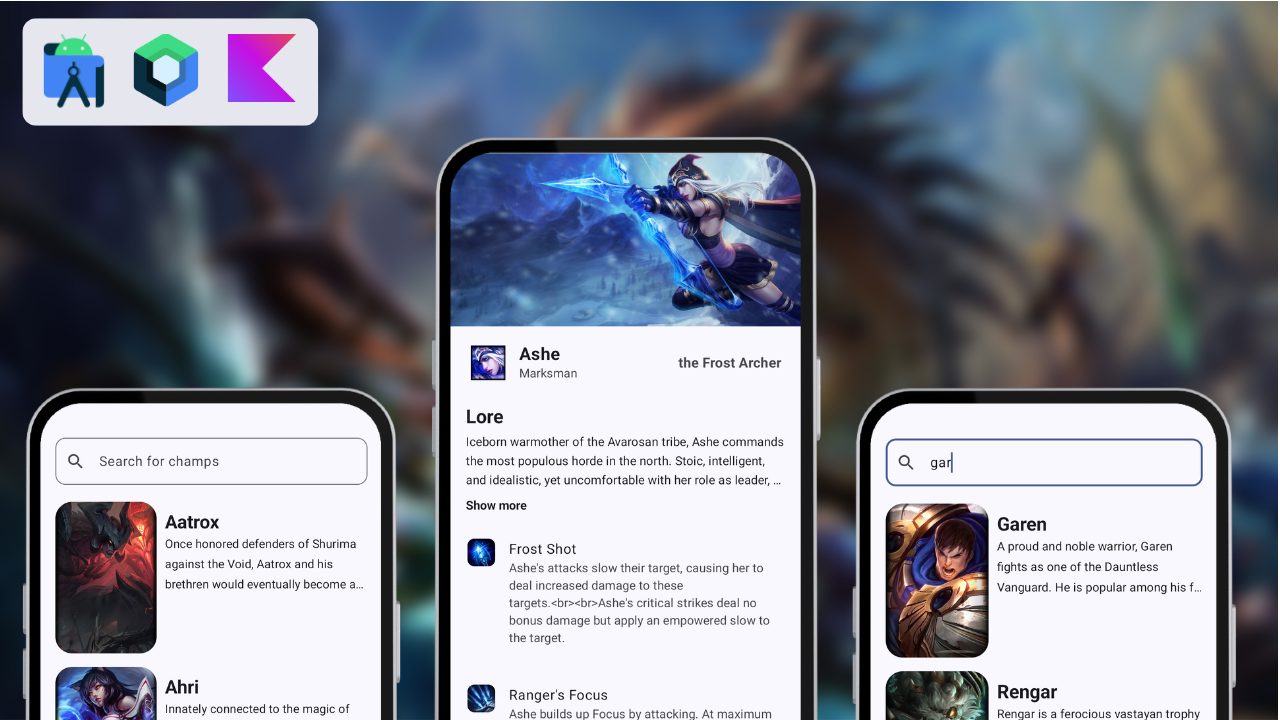 Search for champs
Aatrox
Once honored defenders of Shurima
against the Void, Aatrox and his
brethren would eventually become a…
Ahri
Innately connected to the magic of
Ashe
Marksman
the Frost Archer
Lore
Iceborn warmother of the Avarosan tribe, Ashe commands
the most populous horde in the north. Stoic, intelligent,
and idealistic, yet uncomfortable with her role as leader, …
Show more
Frost Shot
Ashe's attacks slow their target, causing her to
deal increased damage to these
targets.<br><br>Ashe's critical strikes deal no
bonus damage but apply an empowered slow to
the target.
Ranger's Focus
Ashe builds up Focus by attacking. At maximum
gar
Garen
A proud and noble warrior, Garen
fights as one of the Dauntless
Vanguard. He is popular among his f…
Rengar
Rengar is a ferocious vastayan trophy